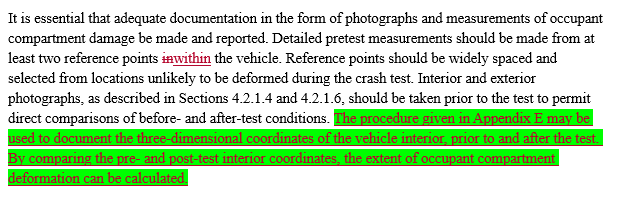 It is essential that adequate documentation in the form of photographs and measurements of occupant
compartment damage be made and reported. Detailed pretest measurements should be made from at
least two reference points inwithin the vehicle. Reference points should be widely spaced and
selected from locations unlikely to be deformed during the crash test. Interior and exterior
photographs, as described in Sections 4.2.1.4 and 4.2.1.6, should be taken prior to the test to permit
direct comparisons of before- and after-test conditions. The procedure given in Appendix E may be
used to document the three-dimensional coordinates of the vehicle interior, prior to and after the test.
By comparing the pre- and post-test interior coordinates, the extent of occupant compartment
deformation can be calculated.